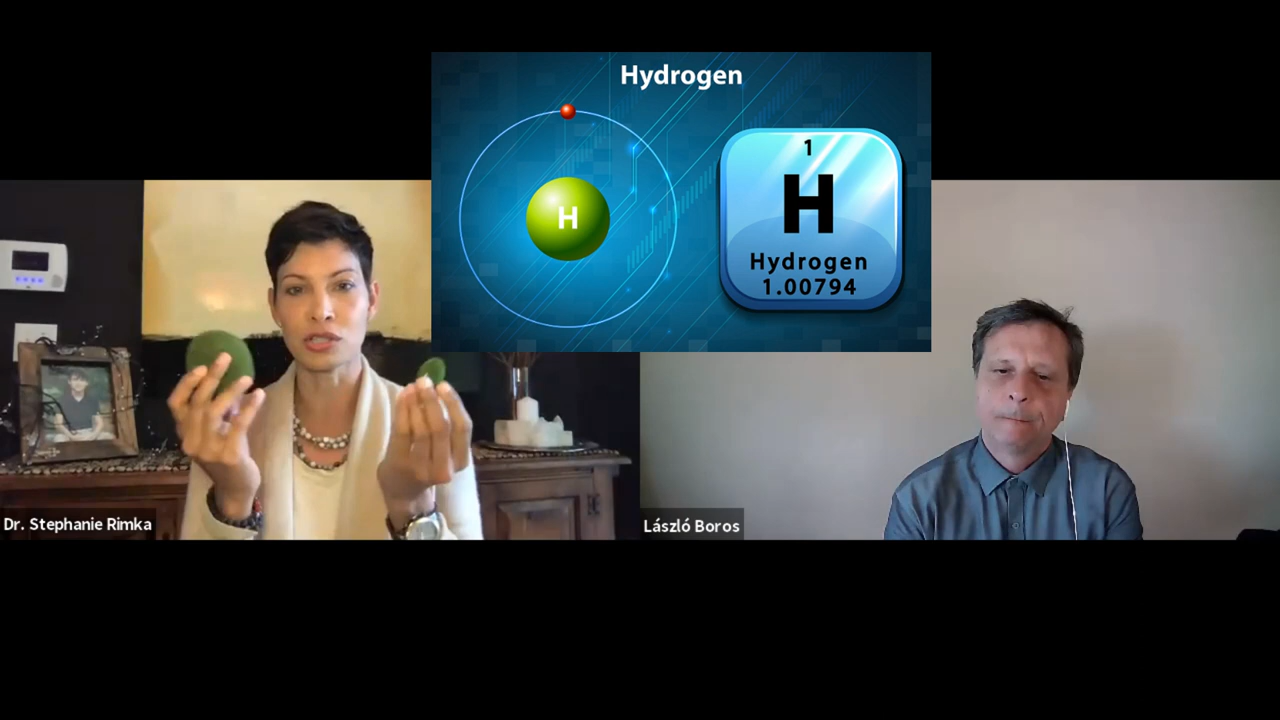 Hydrogen
H
1
H
Hydrogen
1.00794
Dr. Stephanie Rimka
László Boros